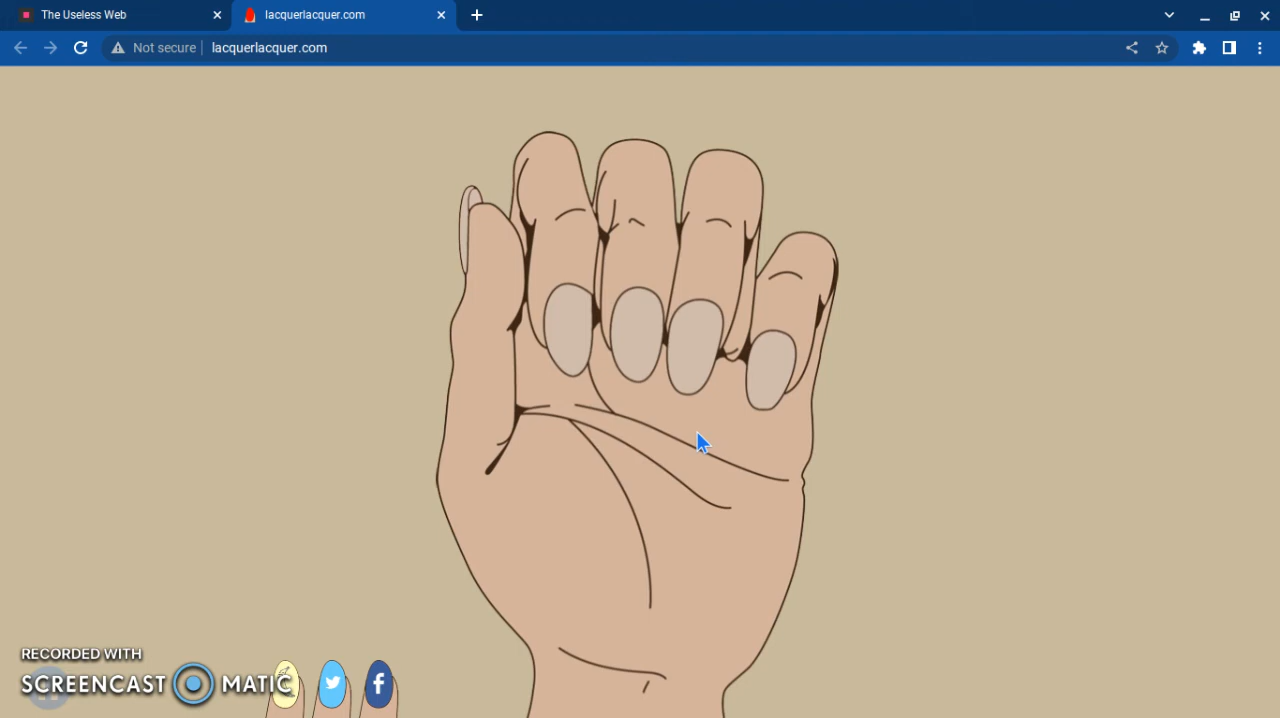 The Useless Web
lacquerlacquer.com
Not secure
lacquerlacquer.com
RECORDED WITH
SCREENCAST MATIC